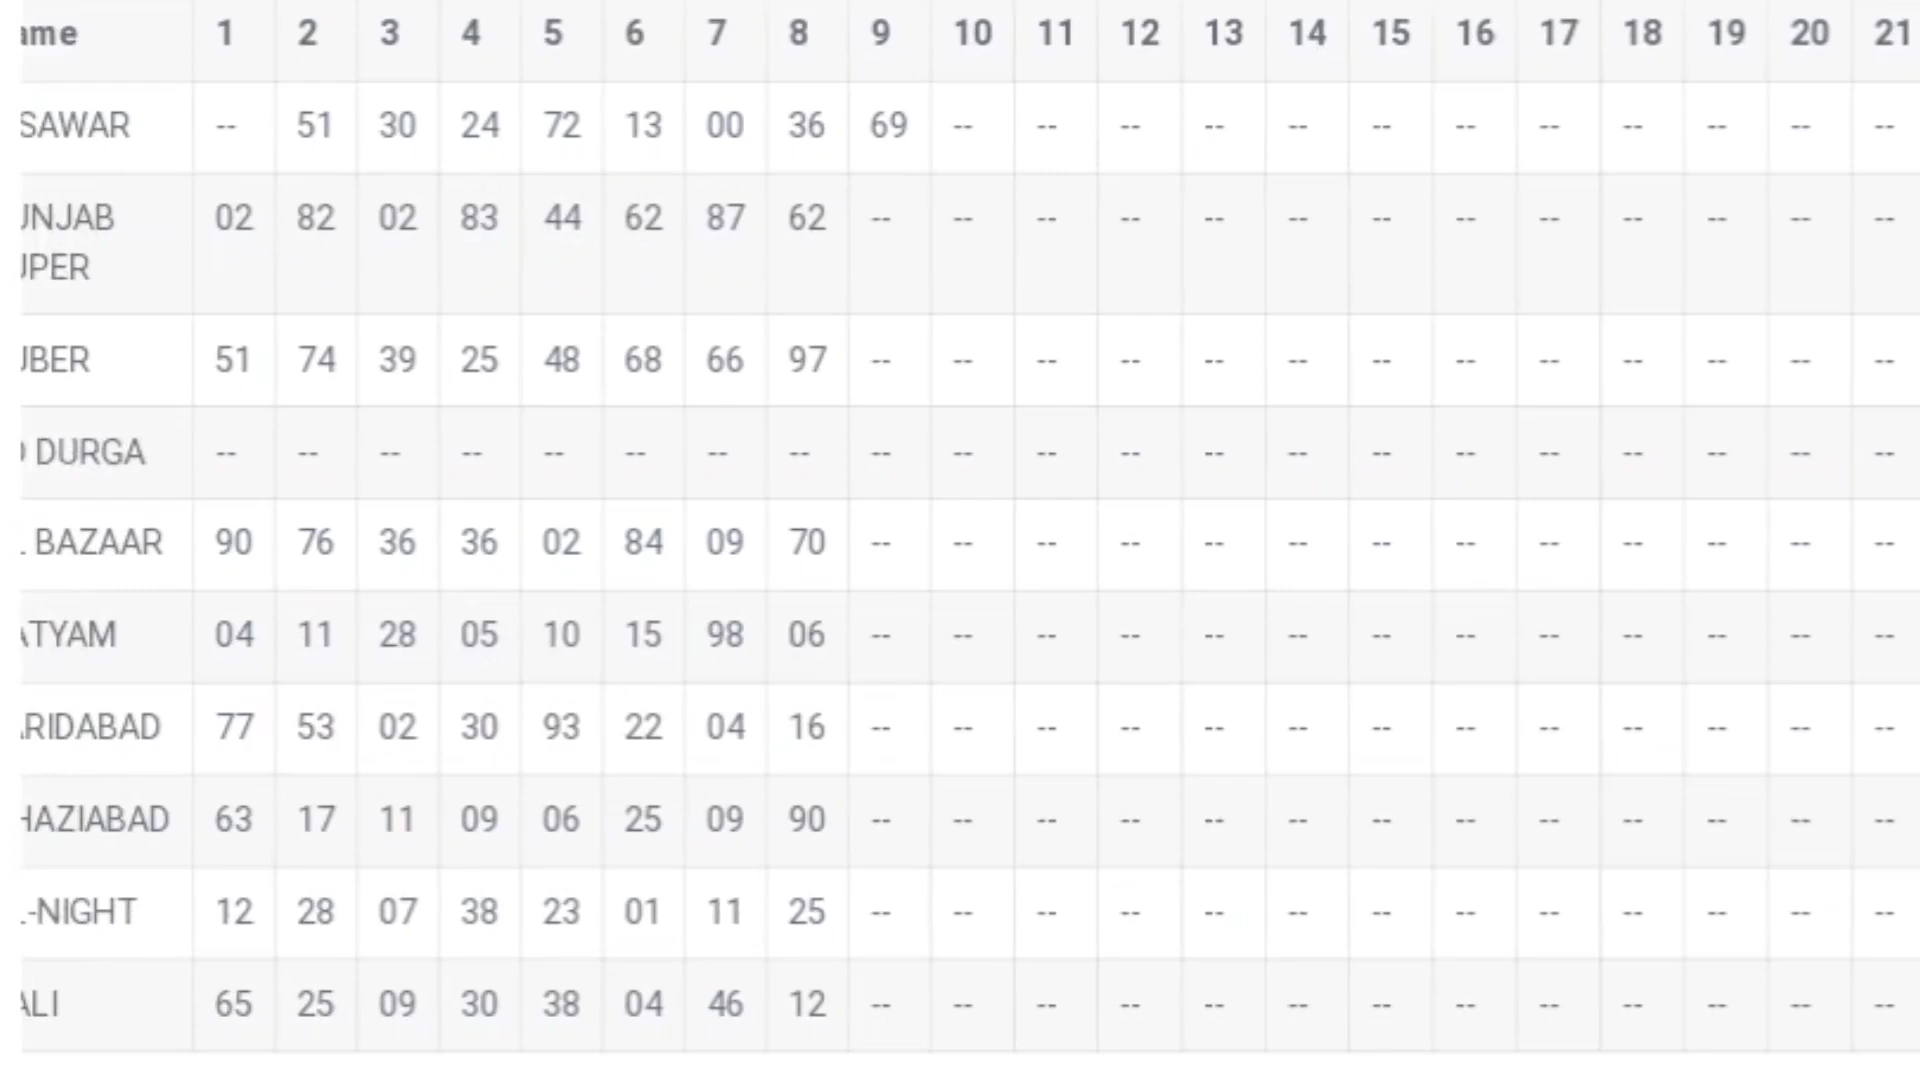 ame 1 2 3 4 5 6 7 8 9 10 11 12 13 14 15 16 17 18 19 20 21
SAWAR -- 51 30 24 72 13 00 36 69 -- -- -- -- -- -- -- -- -- -- -- --
UNJAB 02 82 02 83 44 62 87 62 -- -- -- -- -- -- -- -- -- -- -- -- --
UPER
UBER 51 74 39 25 48 68 66 97 -- -- -- -- -- -- -- -- -- -- -- -- --
DURGA -- -- -- -- -- -- -- -- -- -- -- -- -- -- -- -- -- -- -- -- --
BAZAAR 90 76 36 36 02 84 09 70 -- -- -- -- -- -- -- -- -- -- -- -- --
ATYAM 04 11 28 05 10 15 98 06 -- -- -- -- -- -- -- -- -- -- -- -- --
ARIDABAD 77 53 02 30 93 22 04 16 -- -- -- -- -- -- -- -- -- -- -- -- --
HAZIABAD 63 17 11 09 06 25 09 90 -- -- -- -- -- -- -- -- -- -- -- -- --
-NIGHT 12 28 07 38 23 01 11 25 -- -- -- -- -- -- -- -- -- -- -- -- --
ALI 65 25 09 30 38 04 46 12 -- -- -- -- -- -- -- -- -- -- -- -- --